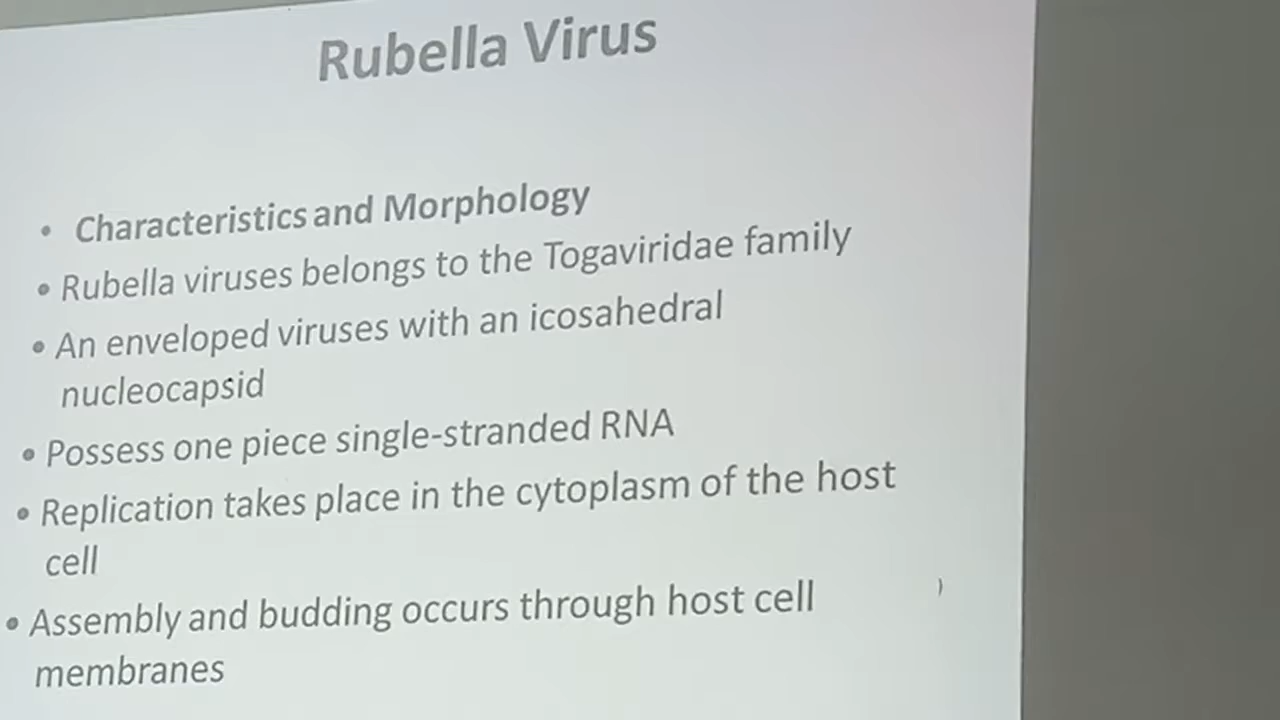 Rubella Virus
• Characteristics and Morphology
• Rubella viruses belongs to the Togaviridae family
• An enveloped viruses with an icosahedral
nucleocapsid
• Possess one piece single-stranded RNA
• Replication takes place in the cytoplasm of the host
cell
• Assembly and budding occurs through host cell
membranes